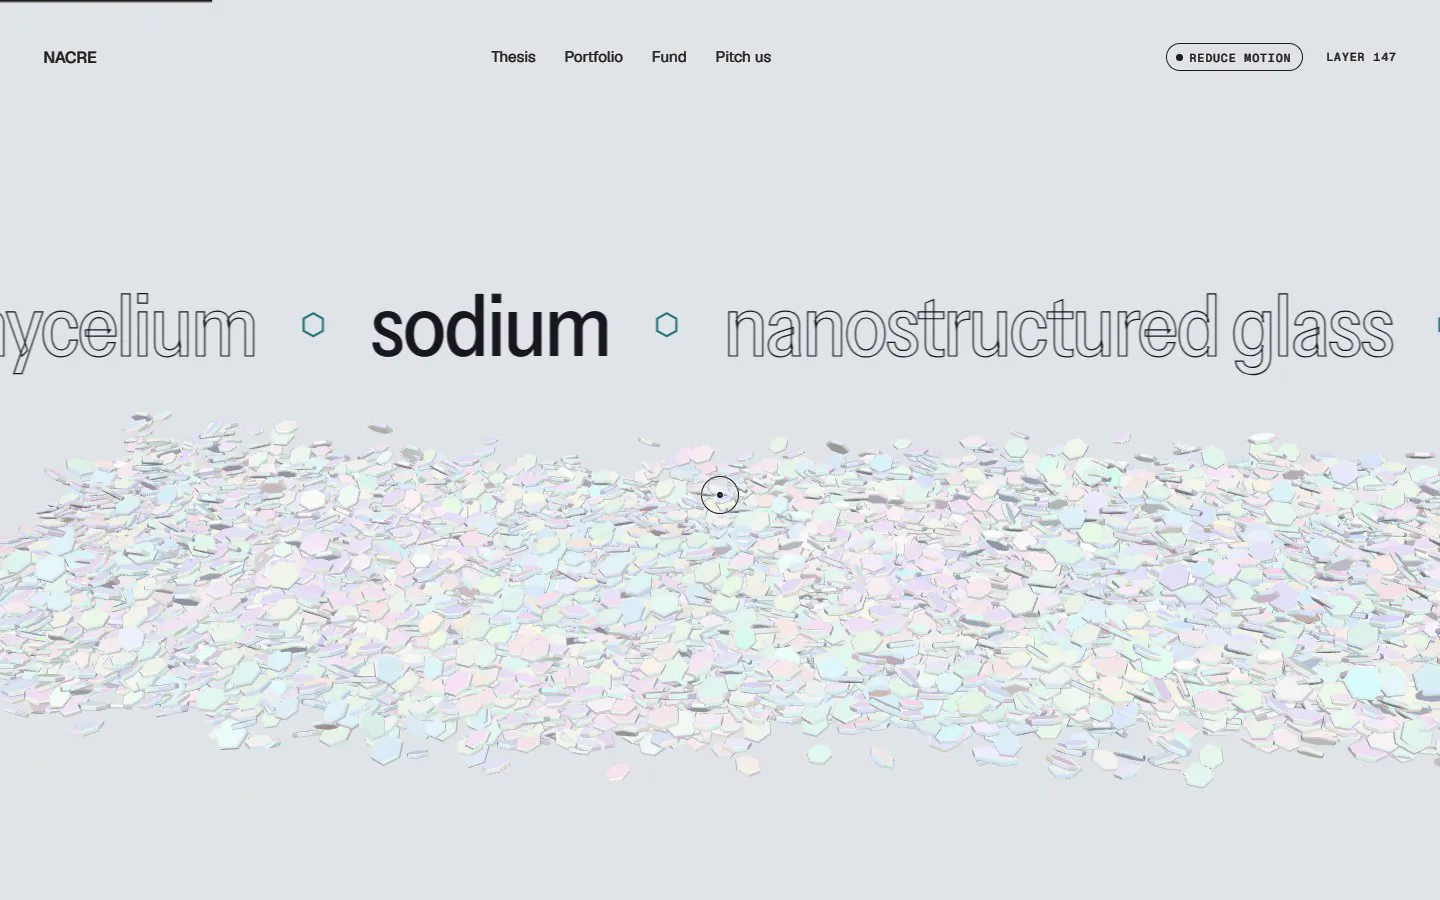 NACRE
Thesis Portfolio Fund Pitch us
REDUCE MOTION LAYER 147
sodium nanostructured glass